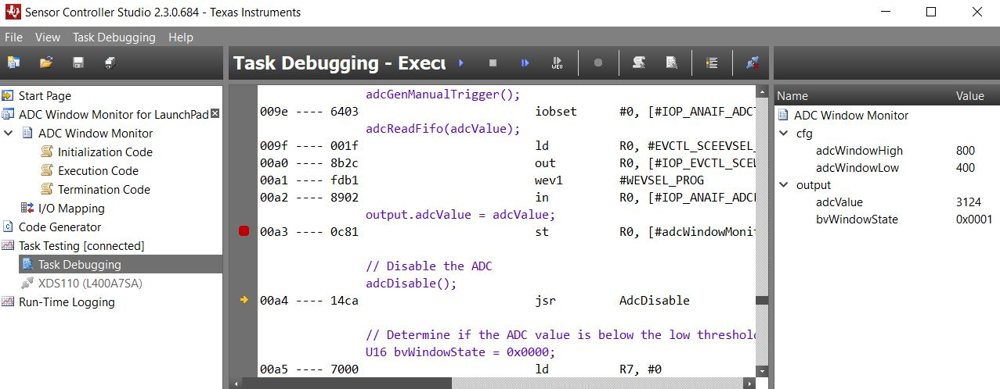 Sensor Controller Studio 2.3.0.684 - Texas Instruments
File View Task Debugging Help
Task Debugging - Execu
WEV
Start Page
ADC Window Monitor for LaunchPad
ADC Window Monitor
Initialization Code
Execution Code
Termination Code
I/O Mapping
Code Generator
Task Testing [connected]
Task Debugging
XDS110 (L400A7SA)
Run-Time Logging
adcGenManualTrigger();
009e ---- 6403 iobset #0, [#IOP_ANAIF_ADC
adcReadFifo(adcValue);
009f ---- 001f ld R0, #EVCTL_SCEEVSEL_
00a0 ---- 8b2c out R0, [#IOP_EVCTL_SCEV
00a1 ---- fdb1 wev1 #WEVSEL_PROG
00a2 ---- 8902 in R0, [#IOP_ANAIF_ADCF
output.adcValue = adcValue;
00a3 ---- 0c81 st R0, [#adcWindowMonit
// Disable the ADC
adcDisable();
00a4 ---- 14ca jsr AdcDisable
// Determine if the ADC value is below the low threshold
U16 bvWindowState = 0x0000;
00a5 ---- 7000 ld R7, #0
Name Value
ADC Window Monitor
cfg
adcWindowHigh 800
adcWindowLow 400
output
adcValue 3124
bvWindowState 0x0001